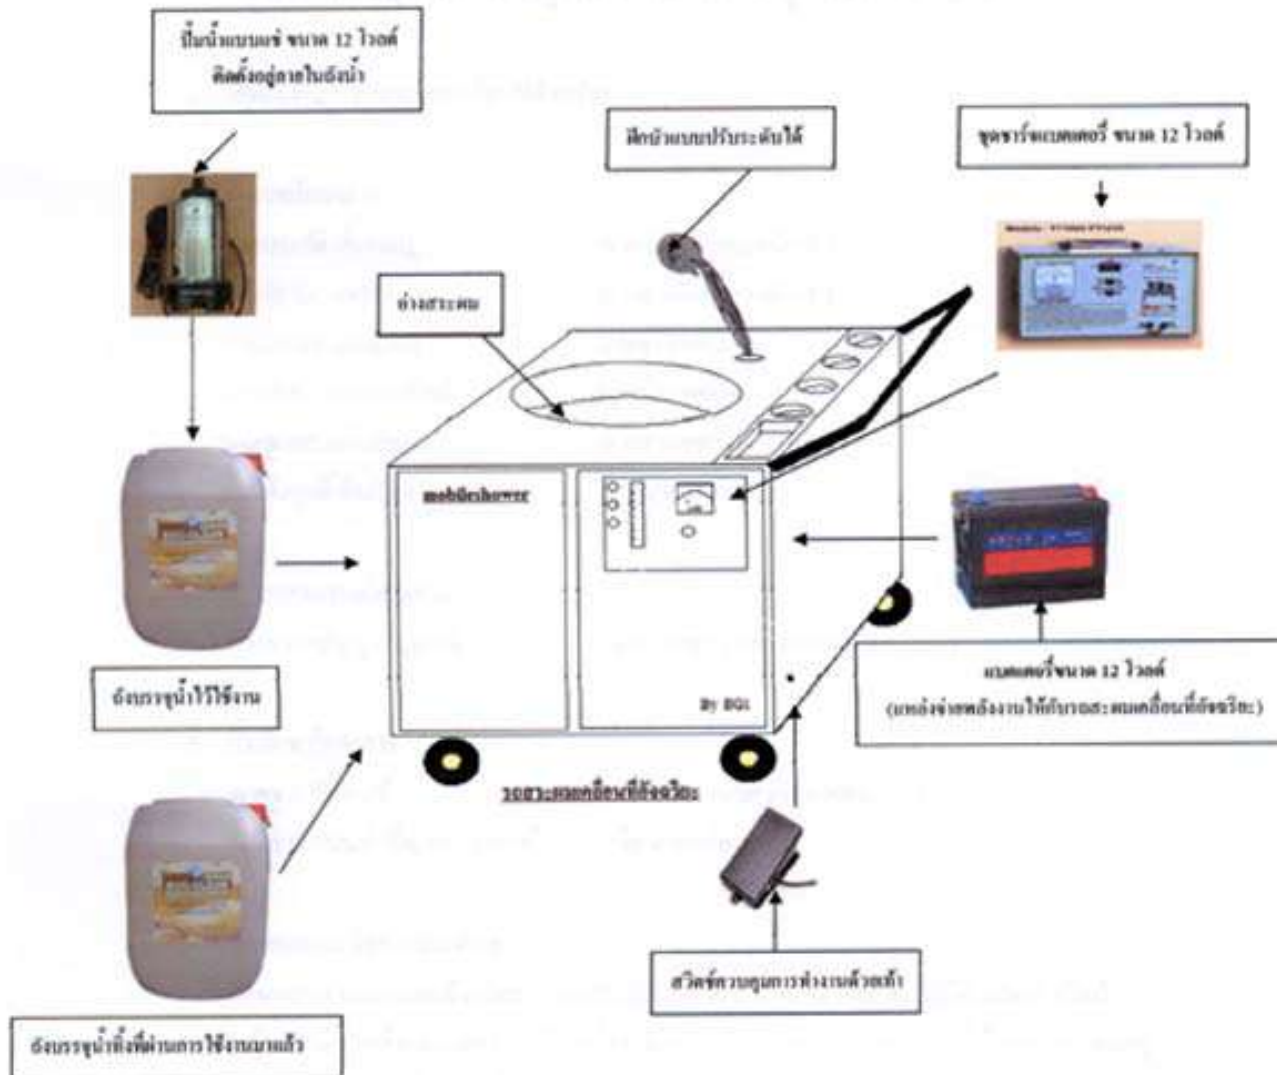 ปั๊มน้ำแบบแช่ ขนาด 12 โวลต์
ติดตั้งอยู่ภายในถังน้ำ
ฝักบัวแบบปรับระดับได้
ชุดชาร์จแบตเตอรี่ ขนาด 12 โวลต์
อ่างสระผม
mobileshower
ถังบรรจุน้ำไว้ใช้งาน
แบตเตอรี่ขนาด 12 โวลต์
(แหล่งจ่ายพลังงานให้กับรถสะผมเคลื่อนที่อัจฉริยะ)
By BGL
รถสระผมเคลื่อนที่อัจฉริยะ
สวิตช์ควบคุมการทำงานด้วยเท้า
ถังบรรจุน้ำทิ้งที่ผ่านการใช้งานมาแล้ว